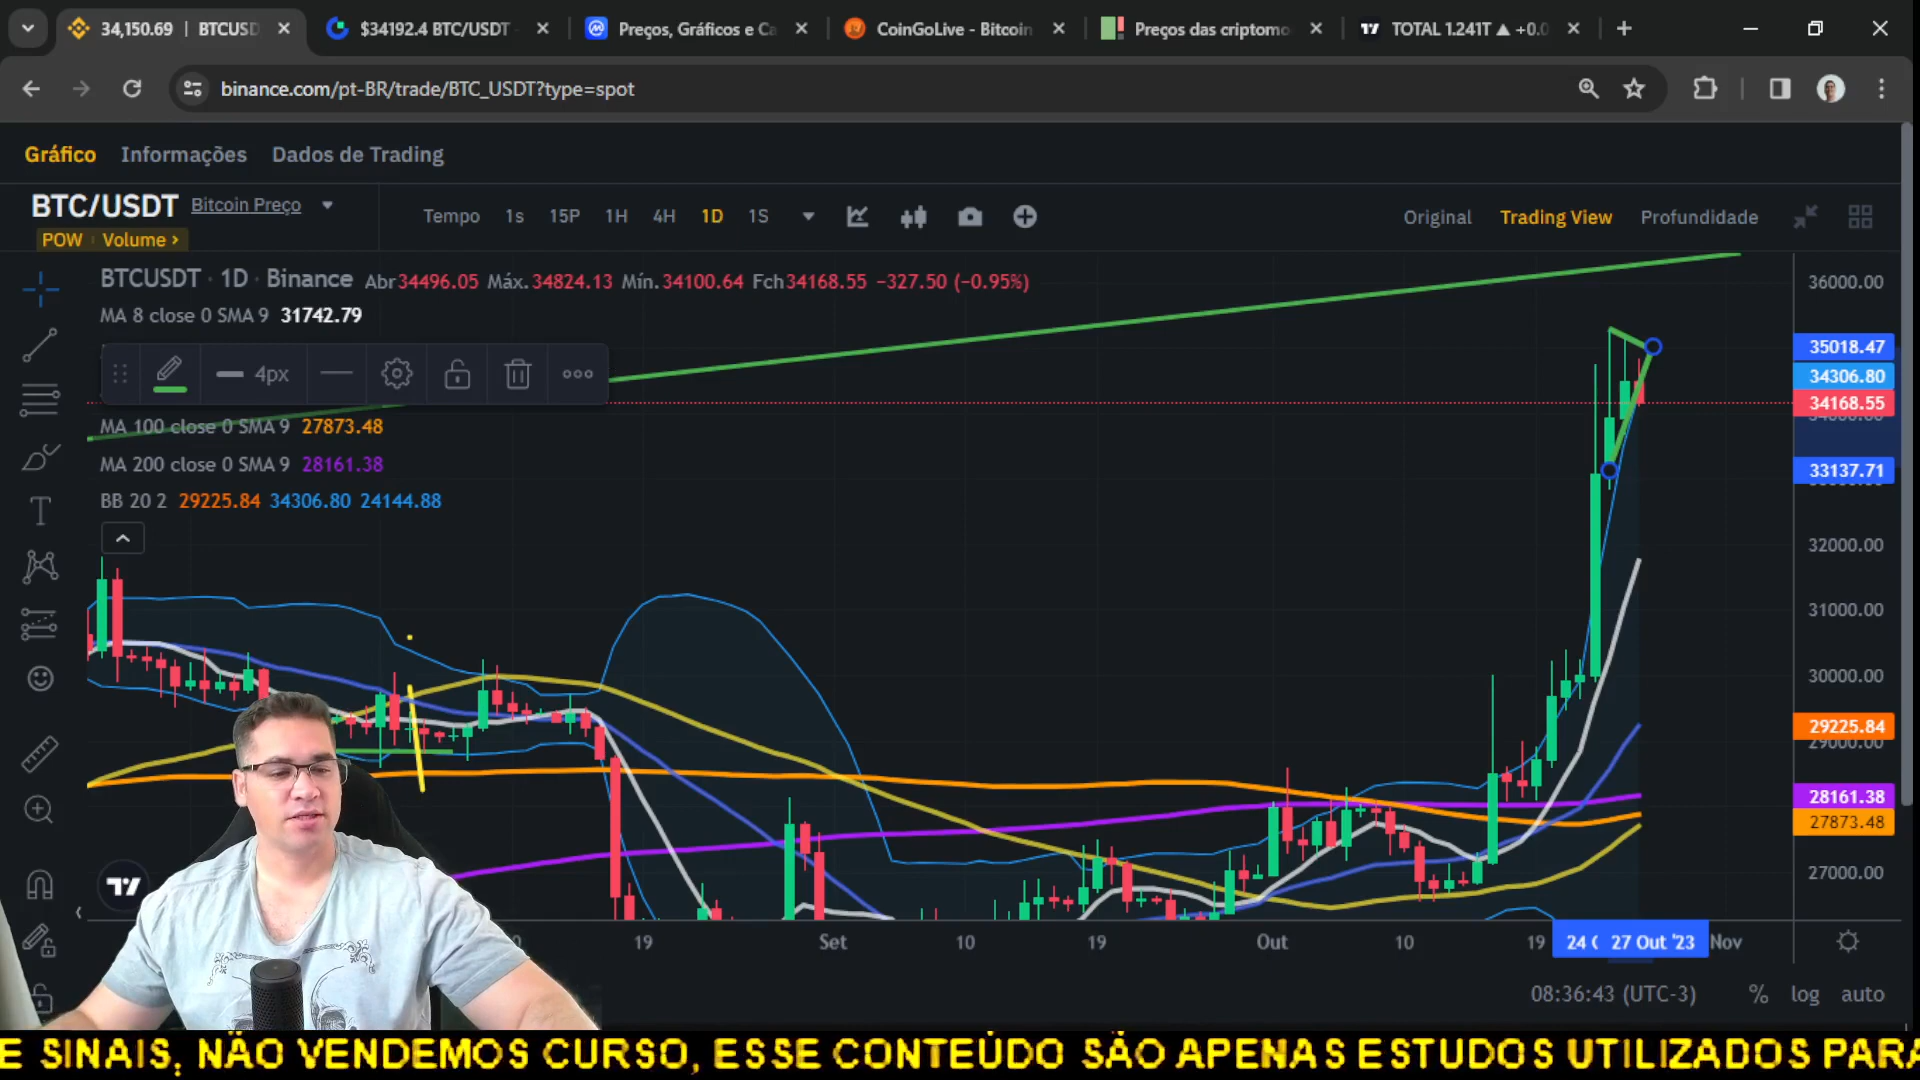 34,150.69 | BTCUSD
$34192.4 BTC/USDT
Preços, Gráficos e Ca
CoinGoLive - Bitcoin
Preços das criptomo
TOTAL 1.241T ▲ +0.0
binance.com/pt-BR/trade/BTC_USDT?type=spot
Gráfico Informações Dados de Trading
BTC/USDT Bitcoin Preço
POW Volume >
Tempo 1s 15P 1H 4H 1D 1S
Original Trading View Profundidade
BTCUSDT · 1D · Binance Abr34496.05 Máx.34824.13 Mín.34100.64 Fch34168.55 −327.50 (−0.95%)
MA 8 close 0 SMA 9 31742.79
4px
MA 100 close 0 SMA 9 27873.48
MA 200 close 0 SMA 9 28161.38
BB 20 2 29225.84 34306.80 24144.88
36000.00
35018.47
34306.80
34168.55
33137.71
32000.00
31000.00
30000.00
29225.84
29000.00
28161.38
27873.48
27000.00
19 Set 10 19 Out 10 19 24 27 Out '23 Nov
08:36:43 (UTC-3) % log auto
E SINAIS, NÃO VENDEMOS CURSO, ESSE CONTEÚDO SÃO APENAS ESTUDOS UTILIZADOS PARA